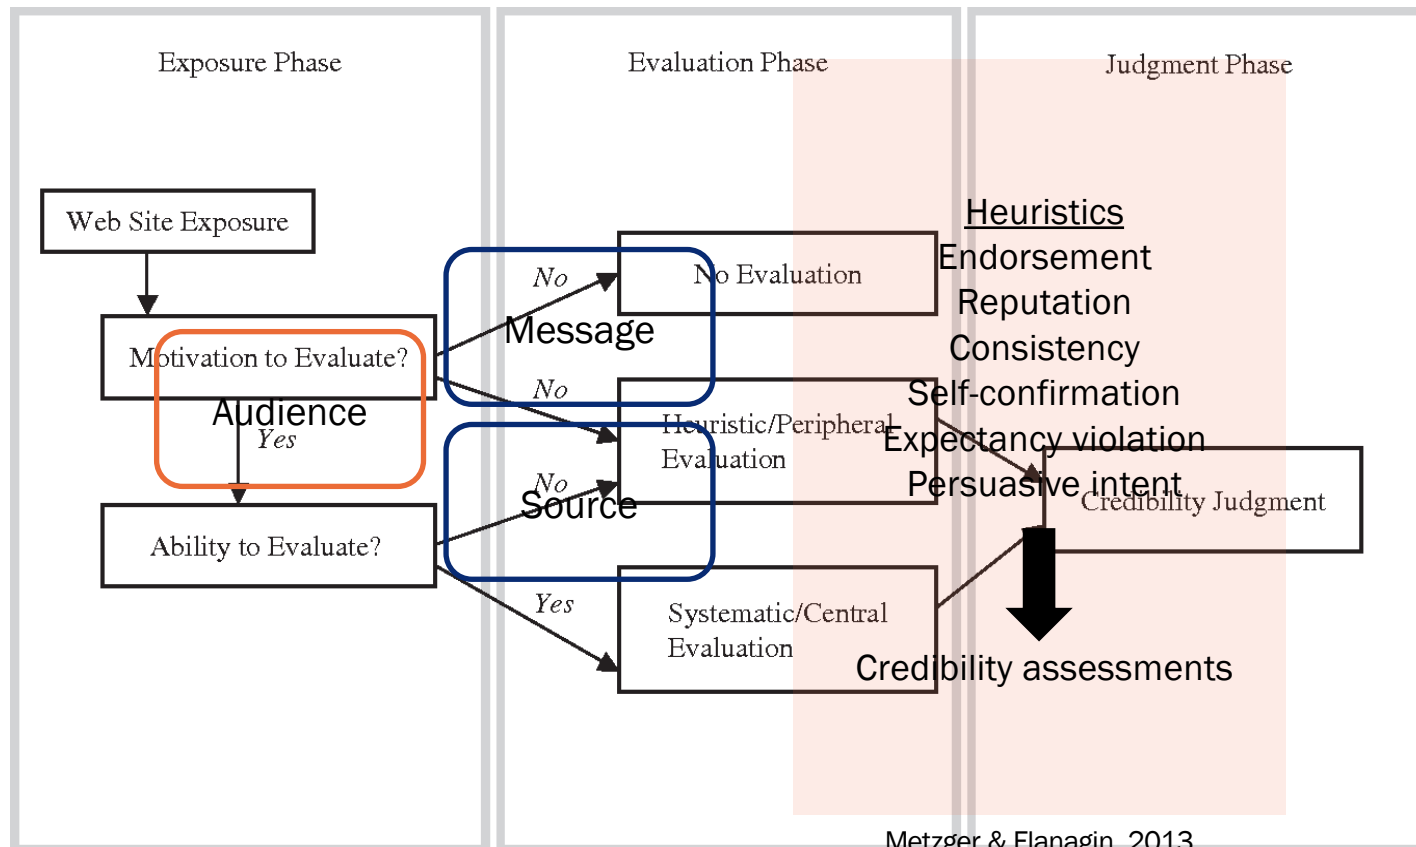 Exposure Phase
Evaluation Phase
Judgment Phase
Web Site Exposure
Motivation to Evaluate?
Audience
Yes
Ability to Evaluate?
No
Message
No
No
Source
Yes
No Evaluation
Heuristic/Peripheral
Evaluation
Systematic/Central
Evaluation
Heuristics
Endorsement
Reputation
Consistency
Self-confirmation
Expectancy violation
Persuasive intent
Credibility Judgment
Credibility assessments
Metzger & Flanagin, 2013